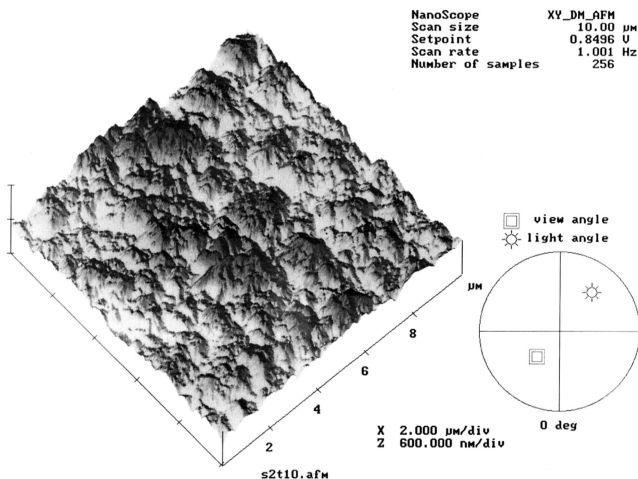 NanoScope XY_DM_AFM
Scan size 10.00 µm
Setpoint 0.8496 V
Scan rate 1.001 Hz
Number of samples 256
view angle
light angle
µm
8
6
4
2
X 2.000 µm/div
Z 600.000 nm/div
0 deg
s2t10.afm